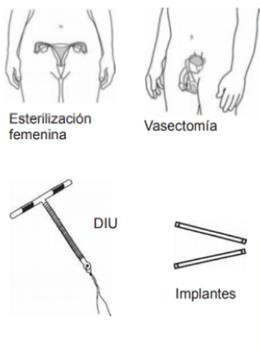 Esterilización
femenina
Vasectomía
DIU
Implantes